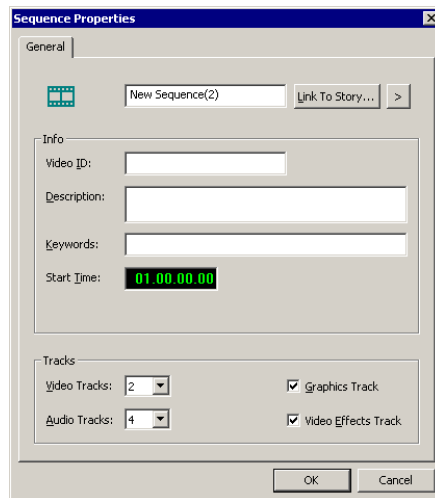 Sequence Properties
General
New Sequence(2)
Link To Story...
>
Info
Video ID:
Description:
Keywords:
Start Time:
01.00.00.00
Tracks
Video Tracks:
2
Graphics Track
Audio Tracks:
4
Video Effects Track
OK
Cancel